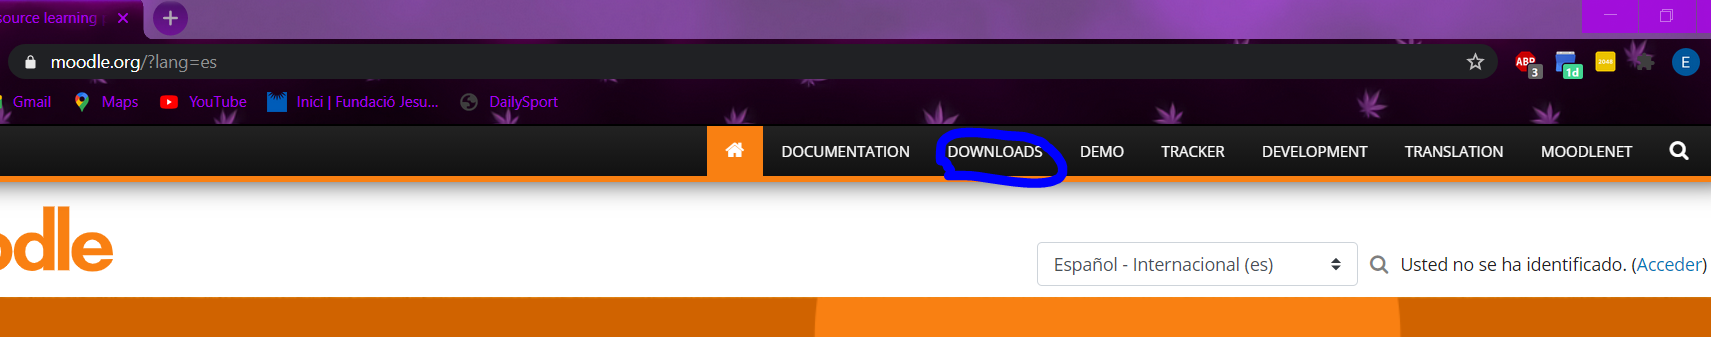 source learning
moodle.org/?lang=es
ABP 3 1d 2048 E
Gmail Maps YouTube Inici | Fundació Jesu... DailySport
DOCUMENTATION DOWNLOADS DEMO TRACKER DEVELOPMENT TRANSLATION MOODLENET
odle
Español - Internacional (es) Usted no se ha identificado. (Acceder)